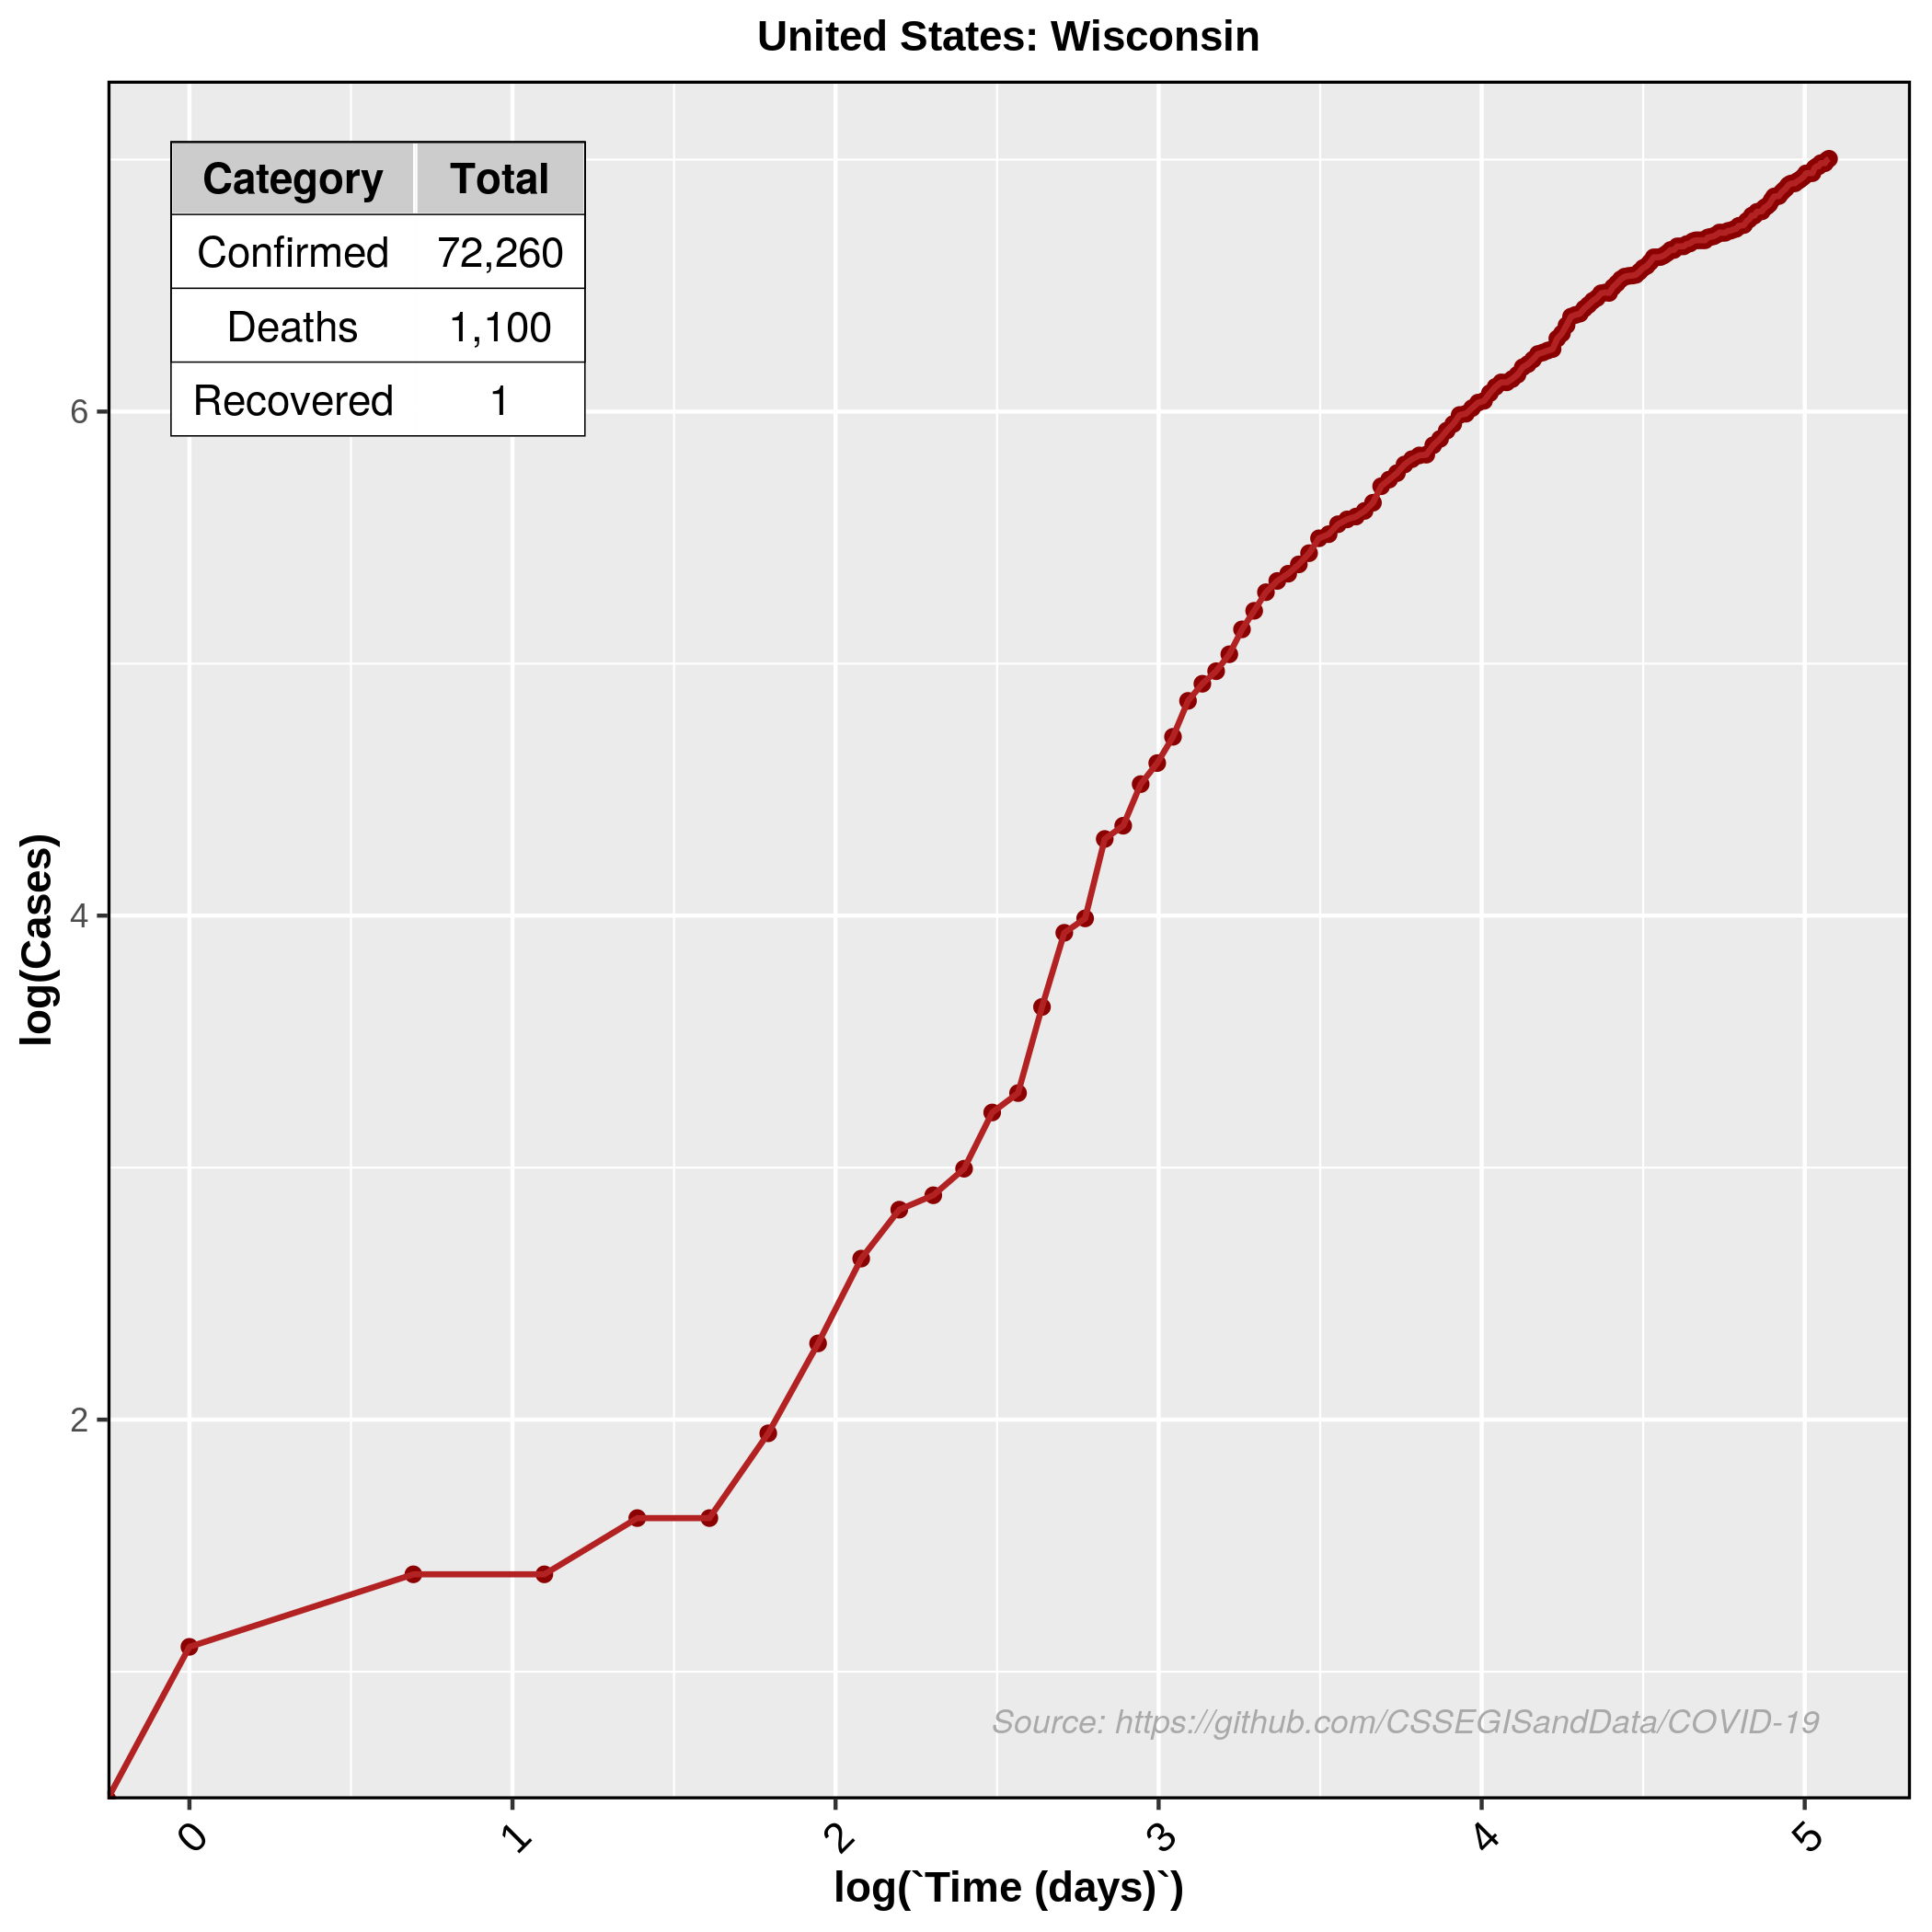 United States: Wisconsin
Category Total
Confirmed 72,260
Deaths 1,100
Recovered 1
6
4
2
log(Cases)
Source: https://github.com/CSSEGISandData/COVID-19
0 1 2 3 4 5
log(`Time (days)`)